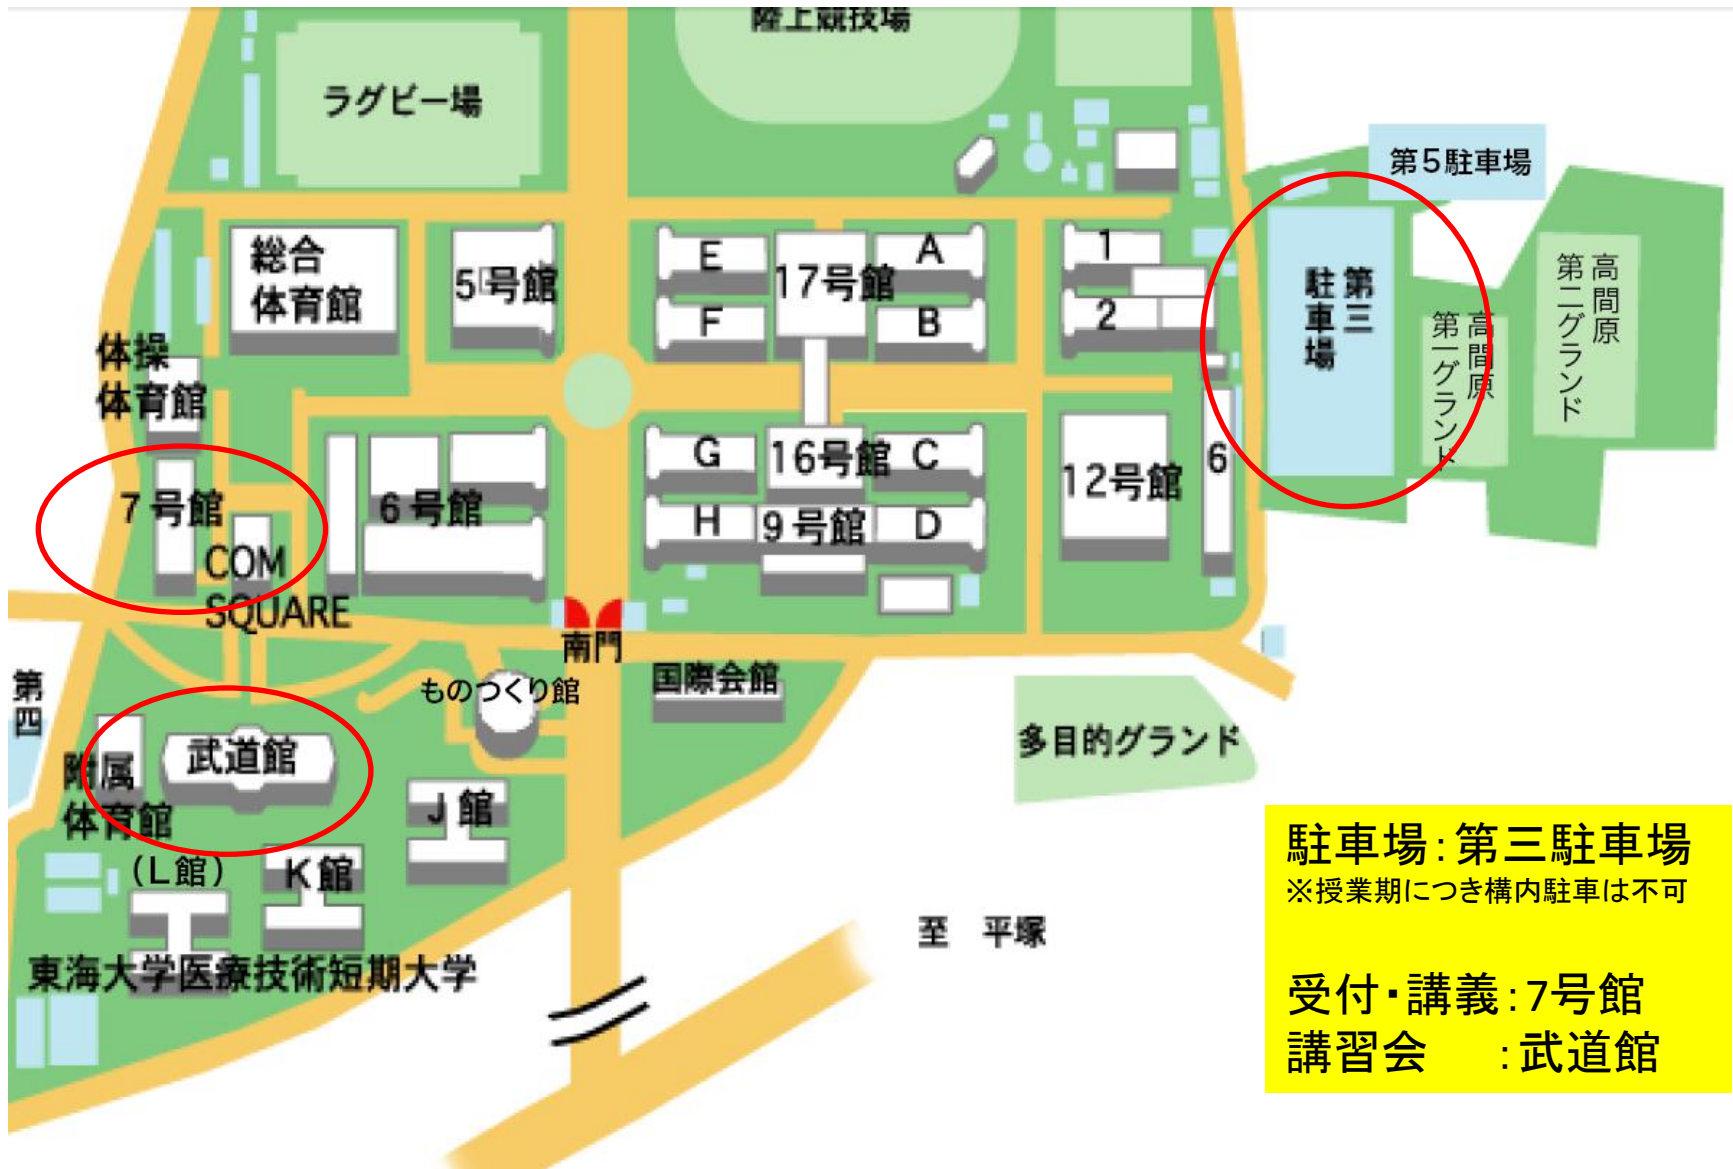 陸上競技場
ラグビー場
第5駐車場
総合
体育館
5号館
E
F
17号館
A
B
1
2
第三
駐車場
高間原
第一グランド
高間原
第二グランド
体操
体育館
7号館
COM
SQUARE
6号館
G
H
16号館
9号館
C
D
12号館
6
南門
第四
ものつくり館
国際会館
多目的グランド
附属
体育館
武道館
J館
(L館)
K館
東海大学医療技術短期大学
至 平塚
駐車場:第三駐車場
※授業期につき構内駐車は不可
受付・講義:7号館
講習会 :武道館